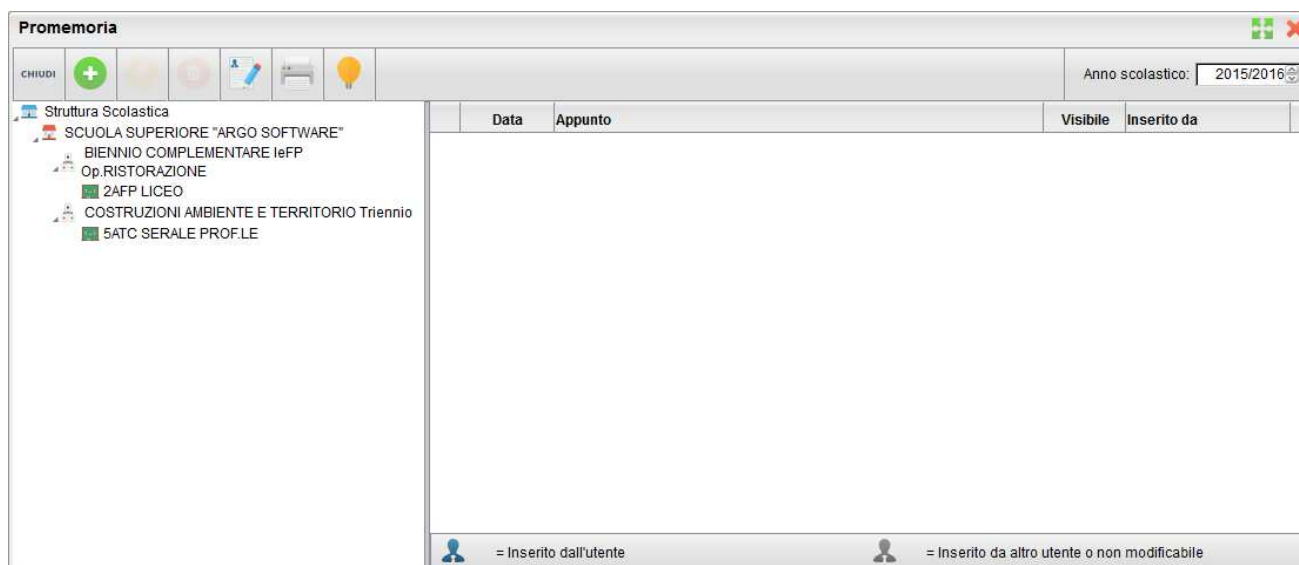 Promemoria
CHIUDI
Anno scolastico: 2015/2016
Struttura Scolastica
SCUOLA SUPERIORE "ARGO SOFTWARE"
BIENNIO COMPLEMENTARE IeFP
Op.RISTORAZIONE
2AFP LICEO
COSTRUZIONI AMBIENTE E TERRITORIO Triennio
5ATC SERALE PROF.LE
Data Appunto Visibile Inserito da
= Inserito dall'utente = Inserito da altro utente o non modificabile